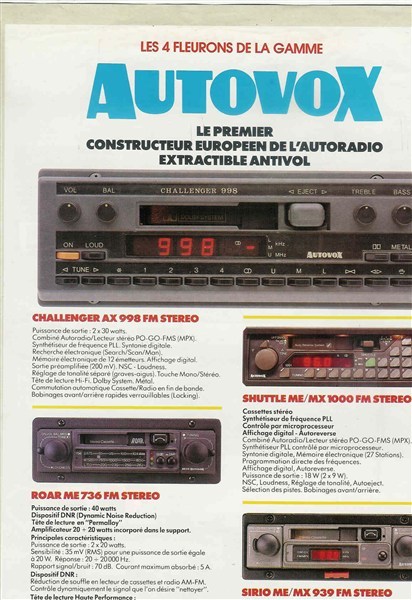 LES 4 FLEURONS DE LA GAMME
AUTOVOX
LE PREMIER
CONSTRUCTEUR EUROPEEN DE L'AUTORADIO
EXTRACTIBLE ANTIVOL
VOL BAL CHALLENGER 998 EJECT TREBLE BASS
DOLBY SYSTEM
ON LOUD 998 L M U KHz MHz AUTOVOX METAL
TUNE 1 2 3 4 L M U
CHALLENGER AX 998 FM STEREO
Puissance de sortie : 2 x 30 watts.
Combiné Autoradio/Lecteur stéréo PO-GO-FMS (MPX).
Synthétiseur de fréquence PLL. Syntonie digitale.
Recherche électronique (Search/Scan/Man).
Mémoire électronique de 12 émetteurs. Affichage digital.
Sortie préamplifiée (200 mV). NSC - Loudness.
Réglage de tonalité séparé (graves-aigus). Touche Mono/Stéréo.
Tête de lecture Hi-Fi. Dolby System. Métal.
Commutation automatique Cassette/Radio en fin de bande.
Bobinages avant/arrière rapides verrouillables (Locking).
AUTOVOX
SHUTTLE ME/MX 1000 FM STEREO
Cassettes stéréo
Synthétiseur de fréquence PLL
Contrôle par microprocesseur
Affichage digital - Autoreverse
Combiné Autoradio/Lecteur stéréo PO-GO-FMS (MPX).
Synthétiseur de fréquence PLL contrôlé par microprocesseur
Syntonie digitale, Mémoire électronique (27 Stations).
Programmation directe des fréquences.
Affichage digital, Autoreverse.
Puissance de sortie : 18 W (2 x 9 W).
NSC, Loudness, Réglage de tonalité, Autoeject.
Sélection des pistes. Bobinages avant/arrière.
ROAR ME 736 FM STEREO
Puissance de sortie : 40 watts
Dispositif DNR (Dynamic Noise Reduction)
Tête de lecture en "Permalloy"
Amplificateur 20 + 20 watts incorporé dans le support.
Principales caractéristiques :
Puissance de sortie : 2 x 20 watts.
Sensibilité : 35 mV (RMS) pour une puissance de sortie égale
à 20 W. Réponse : 20 ÷ 20000 Hz.
Rapport signal/bruit : 70 dB. Courant maximum absorbé : 5 A.
Dispositif DNR :
Réduction de souffle en lecteur de cassettes et radio AM-FM.
Contrôle dynamiquement le signal que l'on désire "nettoyer".
Tête de lecture Haute Performance :
SIRIO ME/MX 939 FM STEREO